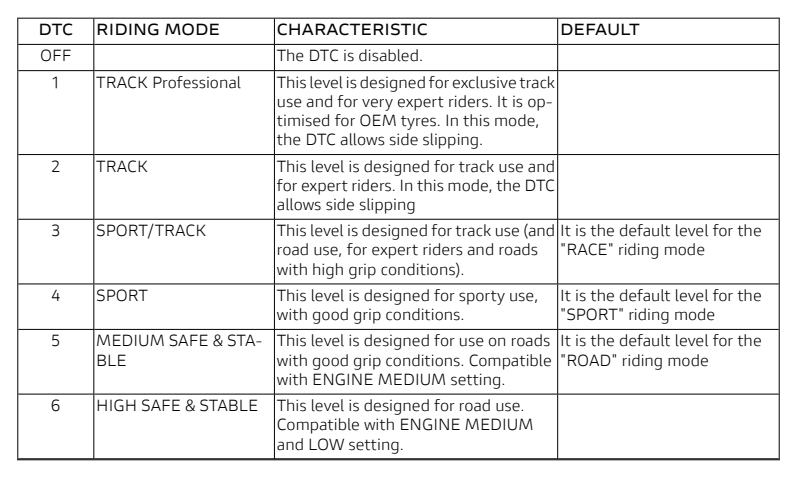 DTC RIDING MODE CHARACTERISTIC DEFAULT
OFF The DTC is disabled.
1 TRACK Professional This level is designed for exclusive track
use and for very expert riders. It is op-
timised for OEM tyres. In this mode,
the DTC allows side slipping.
2 TRACK This level is designed for track use and
for expert riders. In this mode, the DTC
allows side slipping
3 SPORT/TRACK This level is designed for track use (and It is the default level for the
road use, for expert riders and roads "RACE" riding mode
with high grip conditions).
4 SPORT This level is designed for sporty use, It is the default level for the
with good grip conditions. "SPORT" riding mode
5 MEDIUM SAFE & STA- This level is designed for use on roads It is the default level for the
BLE with good grip conditions. Compatible "ROAD" riding mode
with ENGINE MEDIUM setting.
6 HIGH SAFE & STABLE This level is designed for road use.
Compatible with ENGINE MEDIUM
and LOW setting.